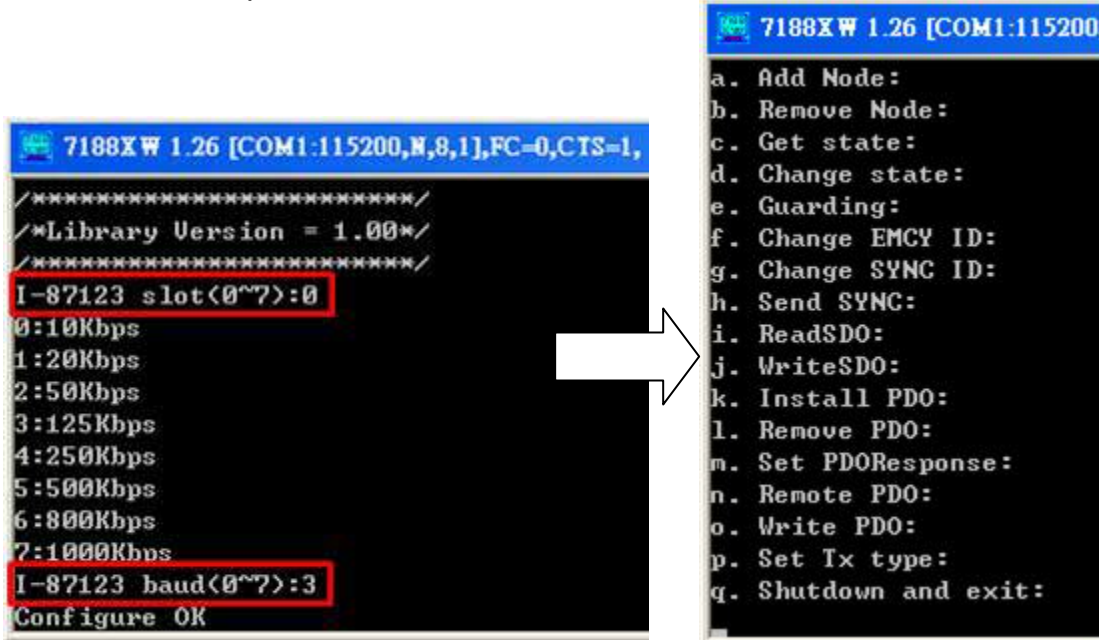 7188XW 1.26 [COM1:115200,N,8,1],FC=0,CTS=1,
/************************/
/*Library Version = 1.00*/
/************************/
I-87123 slot(0~7):0
0:10Kbps
1:20Kbps
2:50Kbps
3:125Kbps
4:250Kbps
5:500Kbps
6:800Kbps
7:1000Kbps
I-87123 baud(0~7):3
Configure OK
7188XW 1.26 [COM1:115200
a. Add Node:
b. Remove Node:
c. Get state:
d. Change state:
e. Guarding:
f. Change EMCY ID:
g. Change SYNC ID:
h. Send SYNC:
i. ReadSDO:
j. WriteSDO:
k. Install PDO:
l. Remove PDO:
m. Set PDOResponse:
n. Remote PDO:
o. Write PDO:
p. Set Tx type:
q. Shutdown and exit: